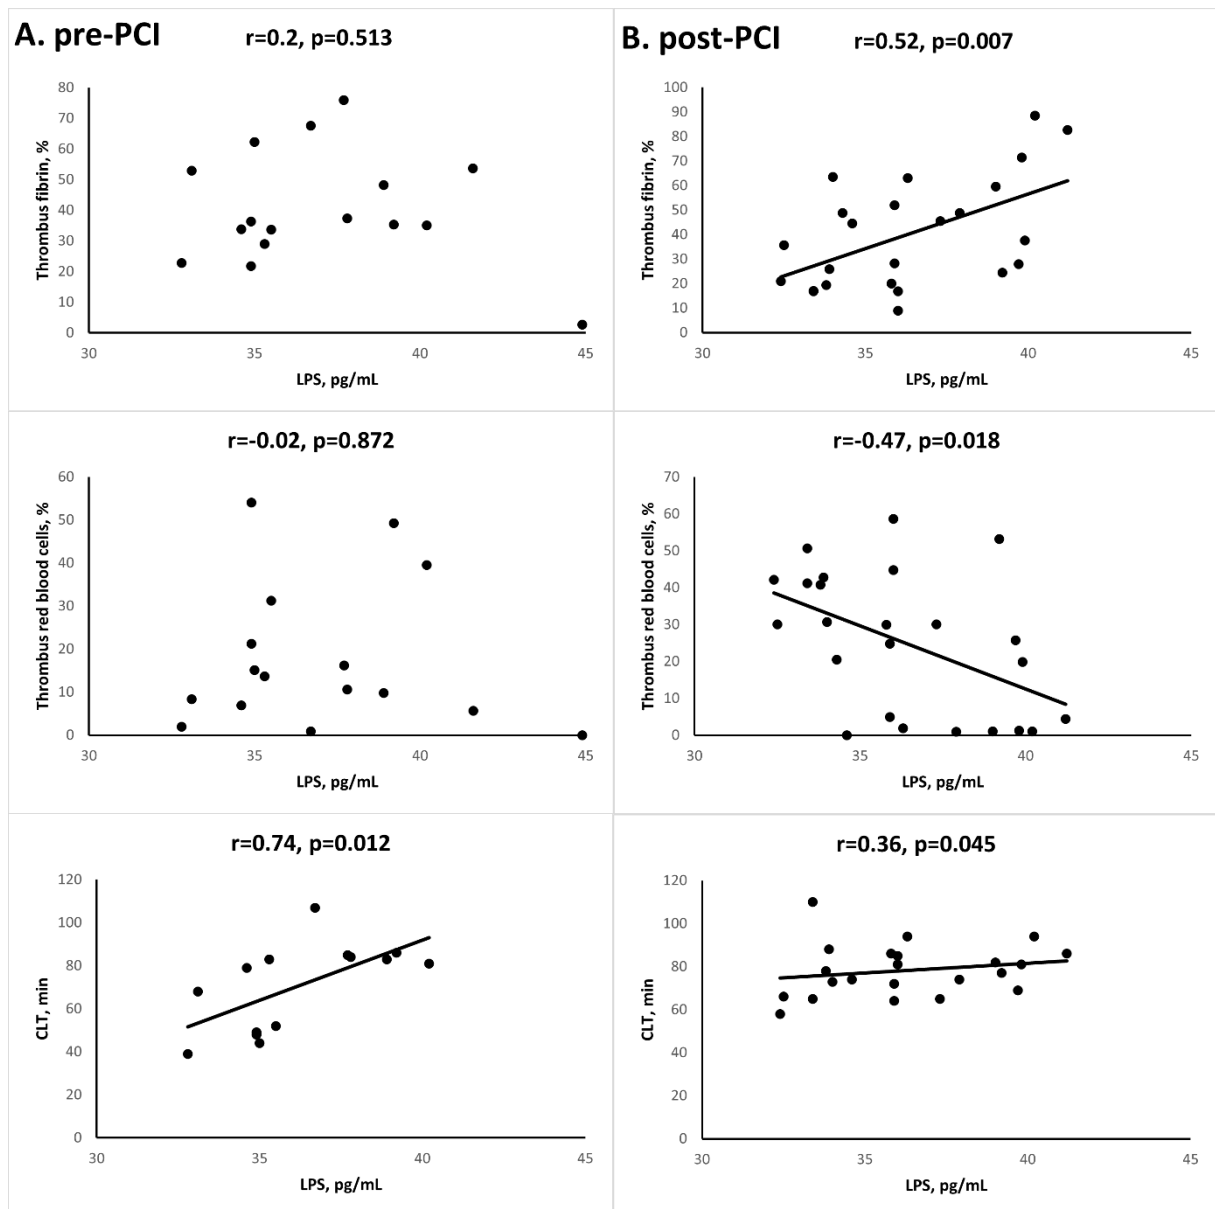 A. pre-PCI
r=0.2, p=0.513
80
70
60
50
40
30
20
10
0
Thrombus fibrin, %
30 35 40 45
LPS, pg/mL
B. post-PCI
r=0.52, p=0.007
100
90
80
70
60
50
40
30
20
10
0
Thrombus fibrin, %
30 35 40 45
LPS, pg/mL
r=-0.02, p=0.872
60
50
40
30
20
10
0
Thrombus red blood cells, %
30 35 40 45
LPS, pg/mL
r=-0.47, p=0.018
70
60
50
40
30
20
10
0
Thrombus red blood cells, %
30 35 40 45
LPS, pg/mL
r=0.74, p=0.012
120
100
80
60
40
20
0
CLT, min
30 35 40 45
LPS, pg/mL
r=0.36, p=0.045
120
100
80
60
40
20
0
CLT, min
30 35 40 45
LPS, pg/mL